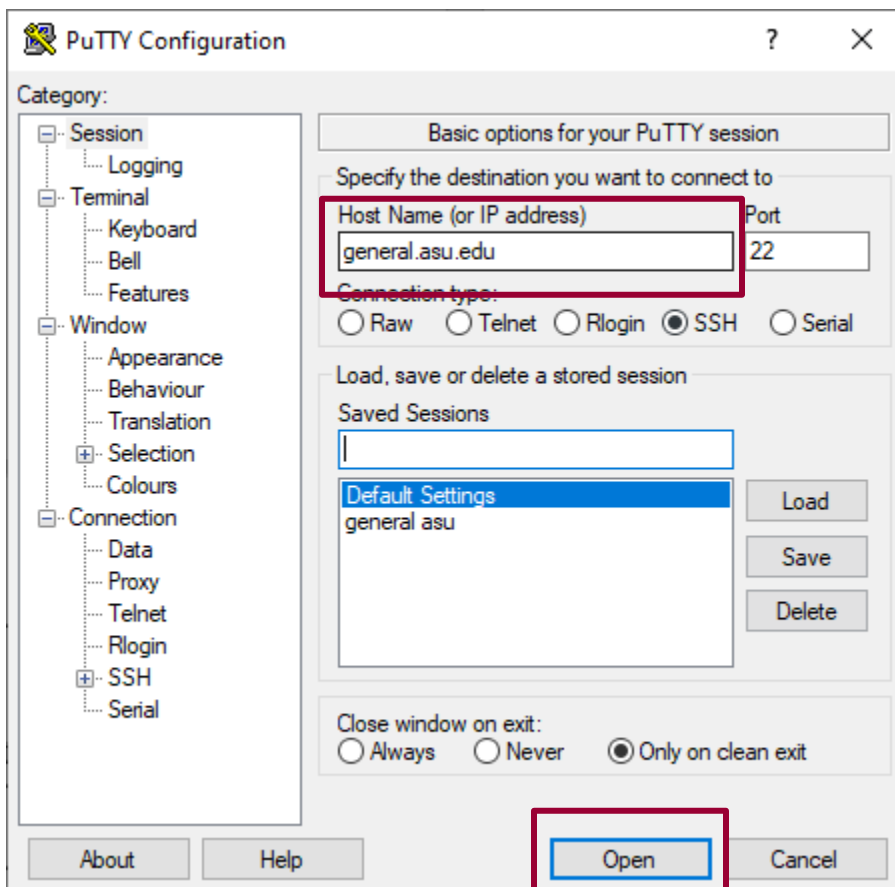 PuTTY Configuration ? ×
Category:
Session
Logging
Terminal
Keyboard
Bell
Features
Window
Appearance
Behaviour
Translation
Selection
Colours
Connection
Data
Proxy
Telnet
Rlogin
SSH
Serial
Basic options for your PuTTY session
Specify the destination you want to connect to
Host Name (or IP address) Port
general.asu.edu 22
Connection type:
Raw Telnet Rlogin SSH Serial
Load, save or delete a stored session
Saved Sessions
Default Settings
general asu
Load
Save
Delete
Close window on exit:
Always Never Only on clean exit
About Help Open Cancel